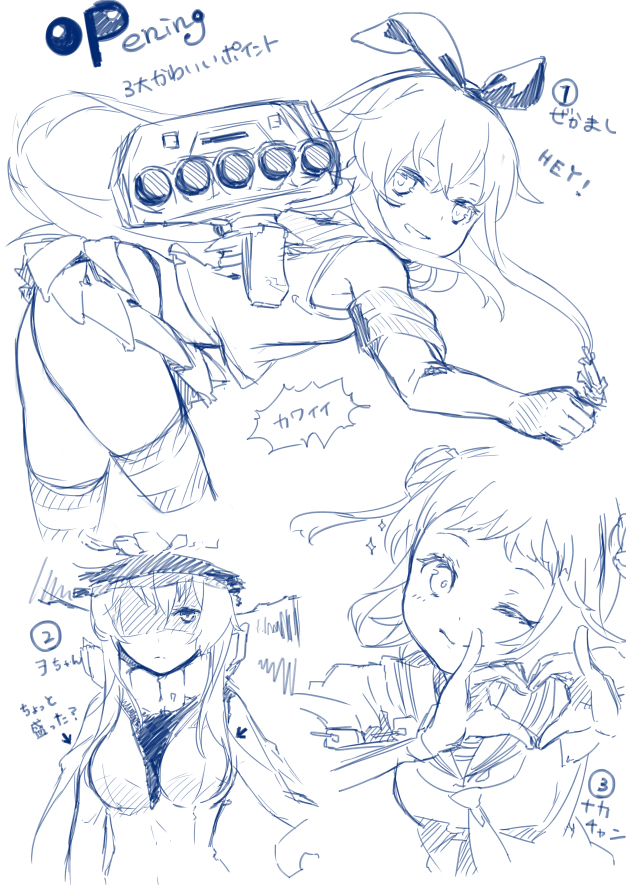 opening
3大かわいいポイント
①
ぜかまし
HEY!
カワイイ
②
ヲちゃん
ちょっと
盛った?
③
ナカ
チャン